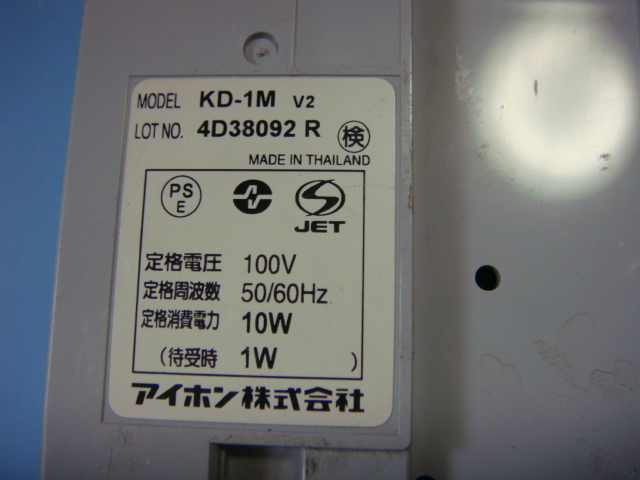 MODEL KD-1M V2
LOT NO. 4D38092 R 検
MADE IN THAILAND
PS E
JET
定格電圧 100V
定格周波数 50/60Hz
定格消費電力 10W
(待受時 1W )
アイホン株式会社